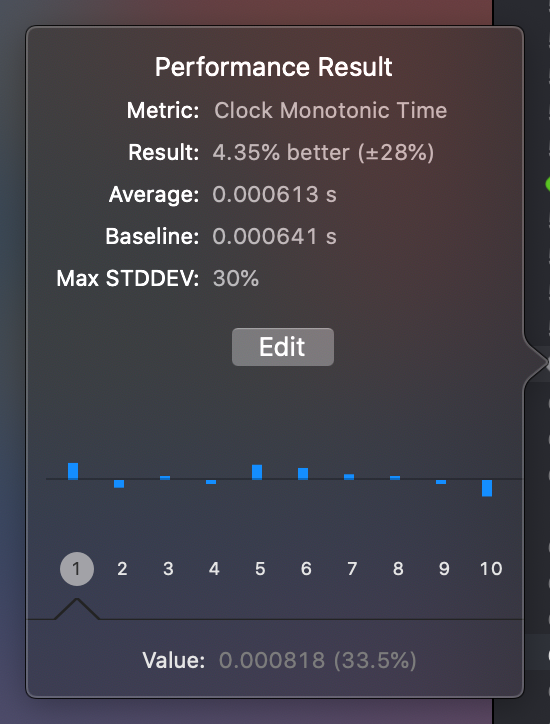 Performance Result
Metric: Clock Monotonic Time
Result: 4.35% better (±28%)
Average: 0.000613 s
Baseline: 0.000641 s
Max STDDEV: 30%
Edit
1 2 3 4 5 6 7 8 9 10
Value: 0.000818 (33.5%)